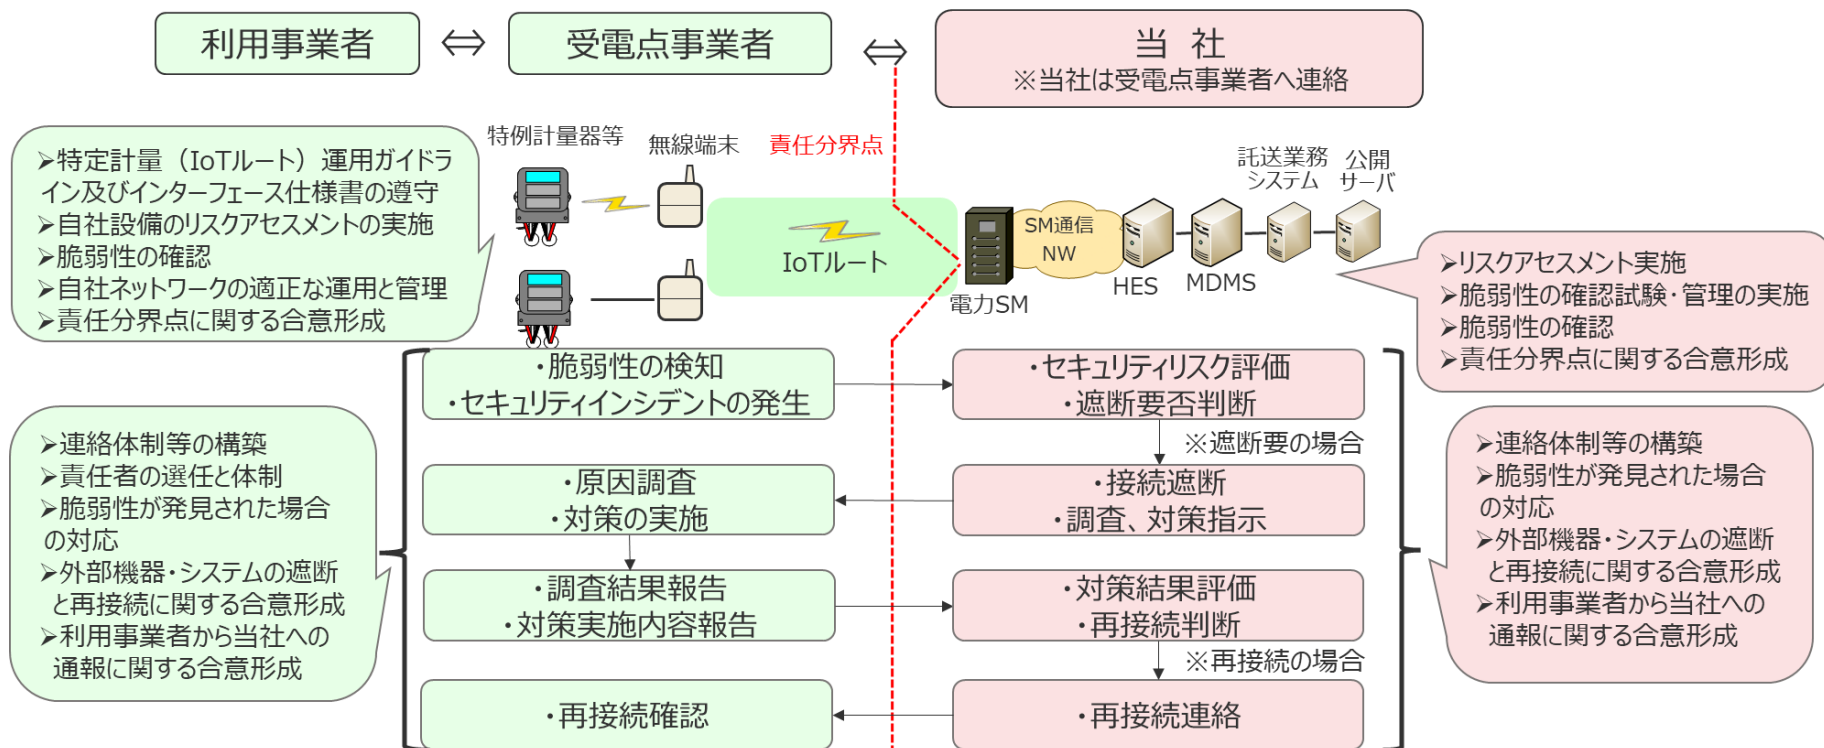 利用事業者
⇔
受電点事業者
⇔
当 社
※当社は受電点事業者へ連絡
➢特定計量（IoTルート）運用ガイドラ
イン及びインターフェース仕様書の遵守
➢自社設備のリスクアセスメントの実施
➢脆弱性の確認
➢自社ネットワークの適正な運用と管理
➢責任分界点に関する合意形成
特例計量器等
無線端末
責任分界点
IoTルート
電力SM
SM通信
NW
HES
MDMS
託送業務
システム
公開
サーバ
➢リスクアセスメント実施
➢脆弱性の確認試験・管理の実施
➢脆弱性の確認
➢責任分界点に関する合意形成
・脆弱性の検知
・セキュリティインシデントの発生
・セキュリティリスク評価
・遮断要否判断
※遮断要の場合
・原因調査
・対策の実施
・接続遮断
・調査、対策指示
・調査結果報告
・対策実施内容報告
・対策結果評価
・再接続判断
※再接続の場合
・再接続確認
・再接続連絡
➢連絡体制等の構築
➢責任者の選任と体制
➢脆弱性が発見された場合
の対応
➢外部機器・システムの遮断
と再接続に関する合意形成
➢利用事業者から当社への
通報に関する合意形成
➢連絡体制等の構築
➢脆弱性が発見された場合
の対応
➢外部機器・システムの遮断
と再接続に関する合意形成
➢利用事業者から当社への
通報に関する合意形成